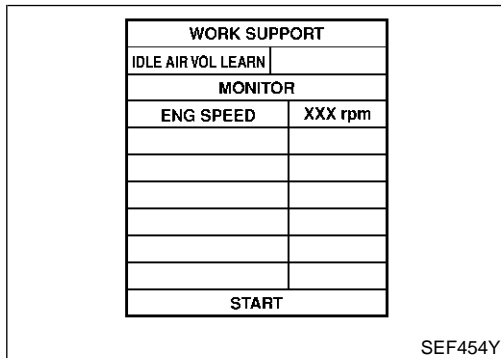 WORK SUPPORT
IDLE AIR VOL LEARN
MONITOR
ENG SPEED XXX rpm
START
SEF454Y